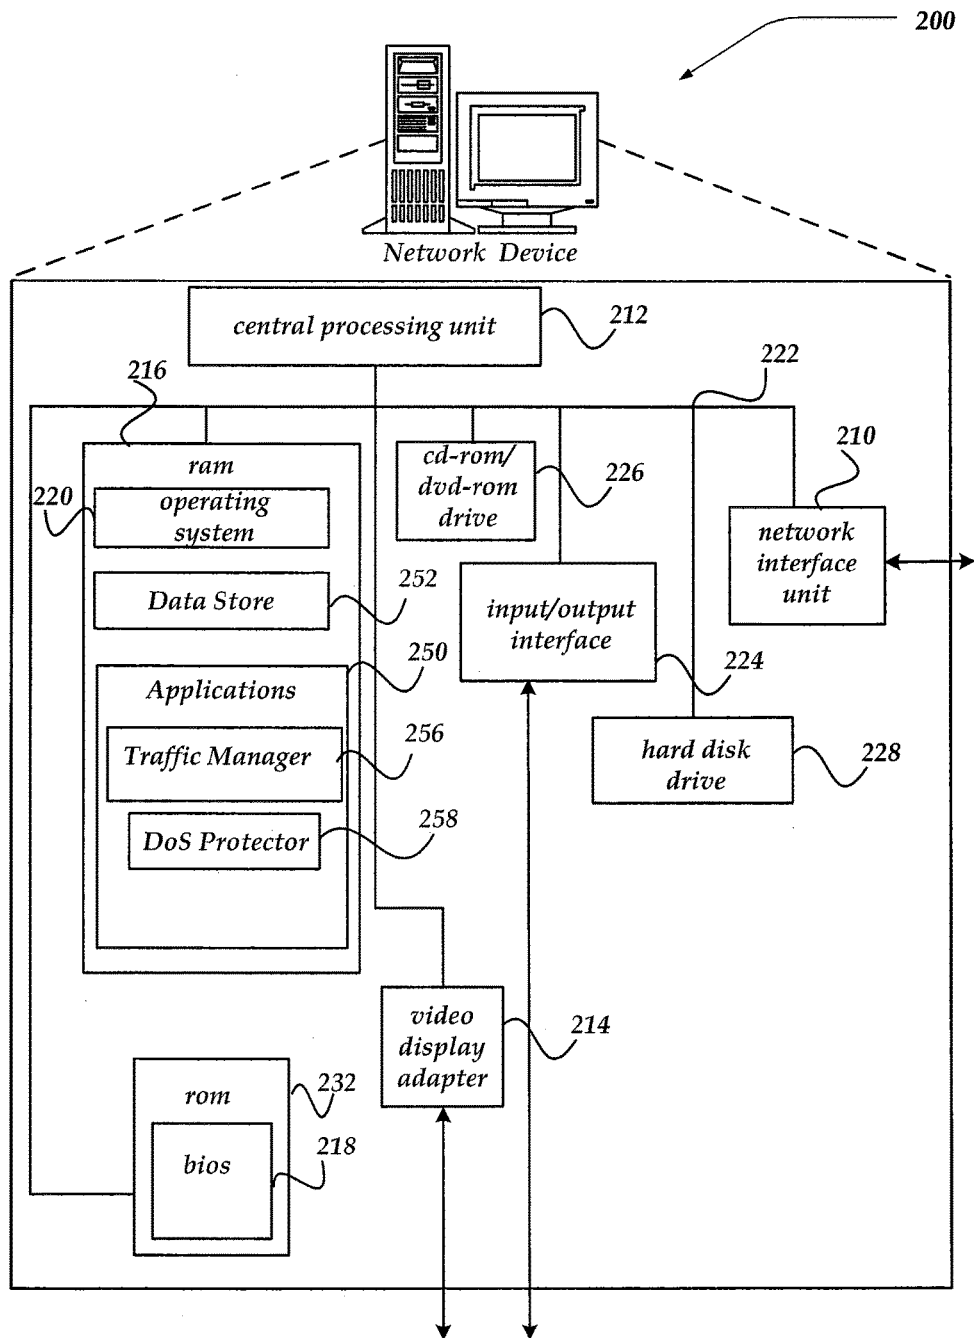 200
Network Device
central processing unit
212
216
222
ram
cd-rom/
dvd-rom
drive
226
210
220
operating
system
network
interface
unit
Data Store
252
input/output
interface
224
250
Applications
Traffic Manager
256
hard disk
drive
228
DoS Protector
258
video
display
adapter
214
rom
232
bios
218